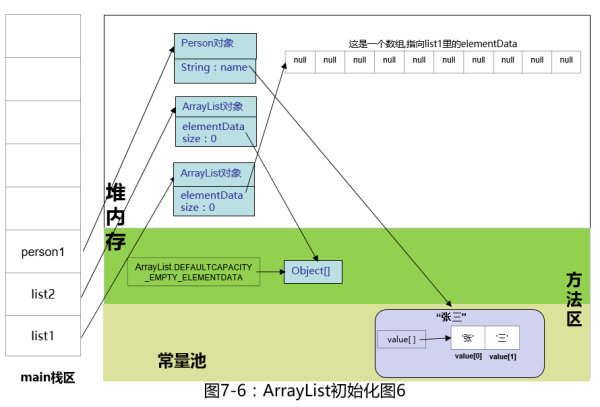 Person对象
String：name
这是一个数组,指向list1里的elementData
null null null null null null null null null null
ArrayList对象
elementData
size：0
ArrayList对象
elementData
size：0
堆内存
person1
list2
list1
main栈区
ArrayList.DEFAULTCAPACITY
_EMPTY_ELEMENTDATA
Object[]
方法区
常量池
“张三”
value[ ]
'张' '三'
value[0] value[1]
图7-6：ArrayList初始化图6